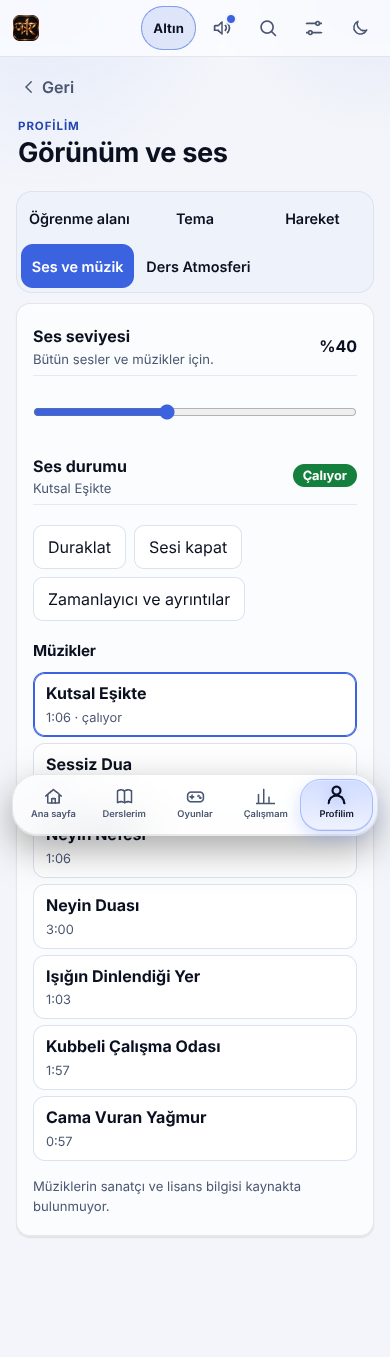 Altın
Geri
PROFİLİM
Görünüm ve ses
Öğrenme alanı
Tema
Hareket
Ses ve müzik
Ders Atmosferi
Ses seviyesi
%40
Bütün sesler ve müzikler için.
Ses durumu
Çalıyor
Kutsal Eşikte
Duraklat
Sesi kapat
Zamanlayıcı ve ayrıntılar
Müzikler
Kutsal Eşikte
1:06 · çalıyor
Sessiz Dua
Ana sayfa
Derslerim
Oyunlar
Çalışmam
Profilim
Neyin Nefesi
1:06
Neyin Duası
3:00
Işığın Dinlendiği Yer
1:03
Kubbeli Çalışma Odası
1:57
Cama Vuran Yağmur
0:57
Müziklerin sanatçı ve lisans bilgisi kaynakta
bulunmuyor.